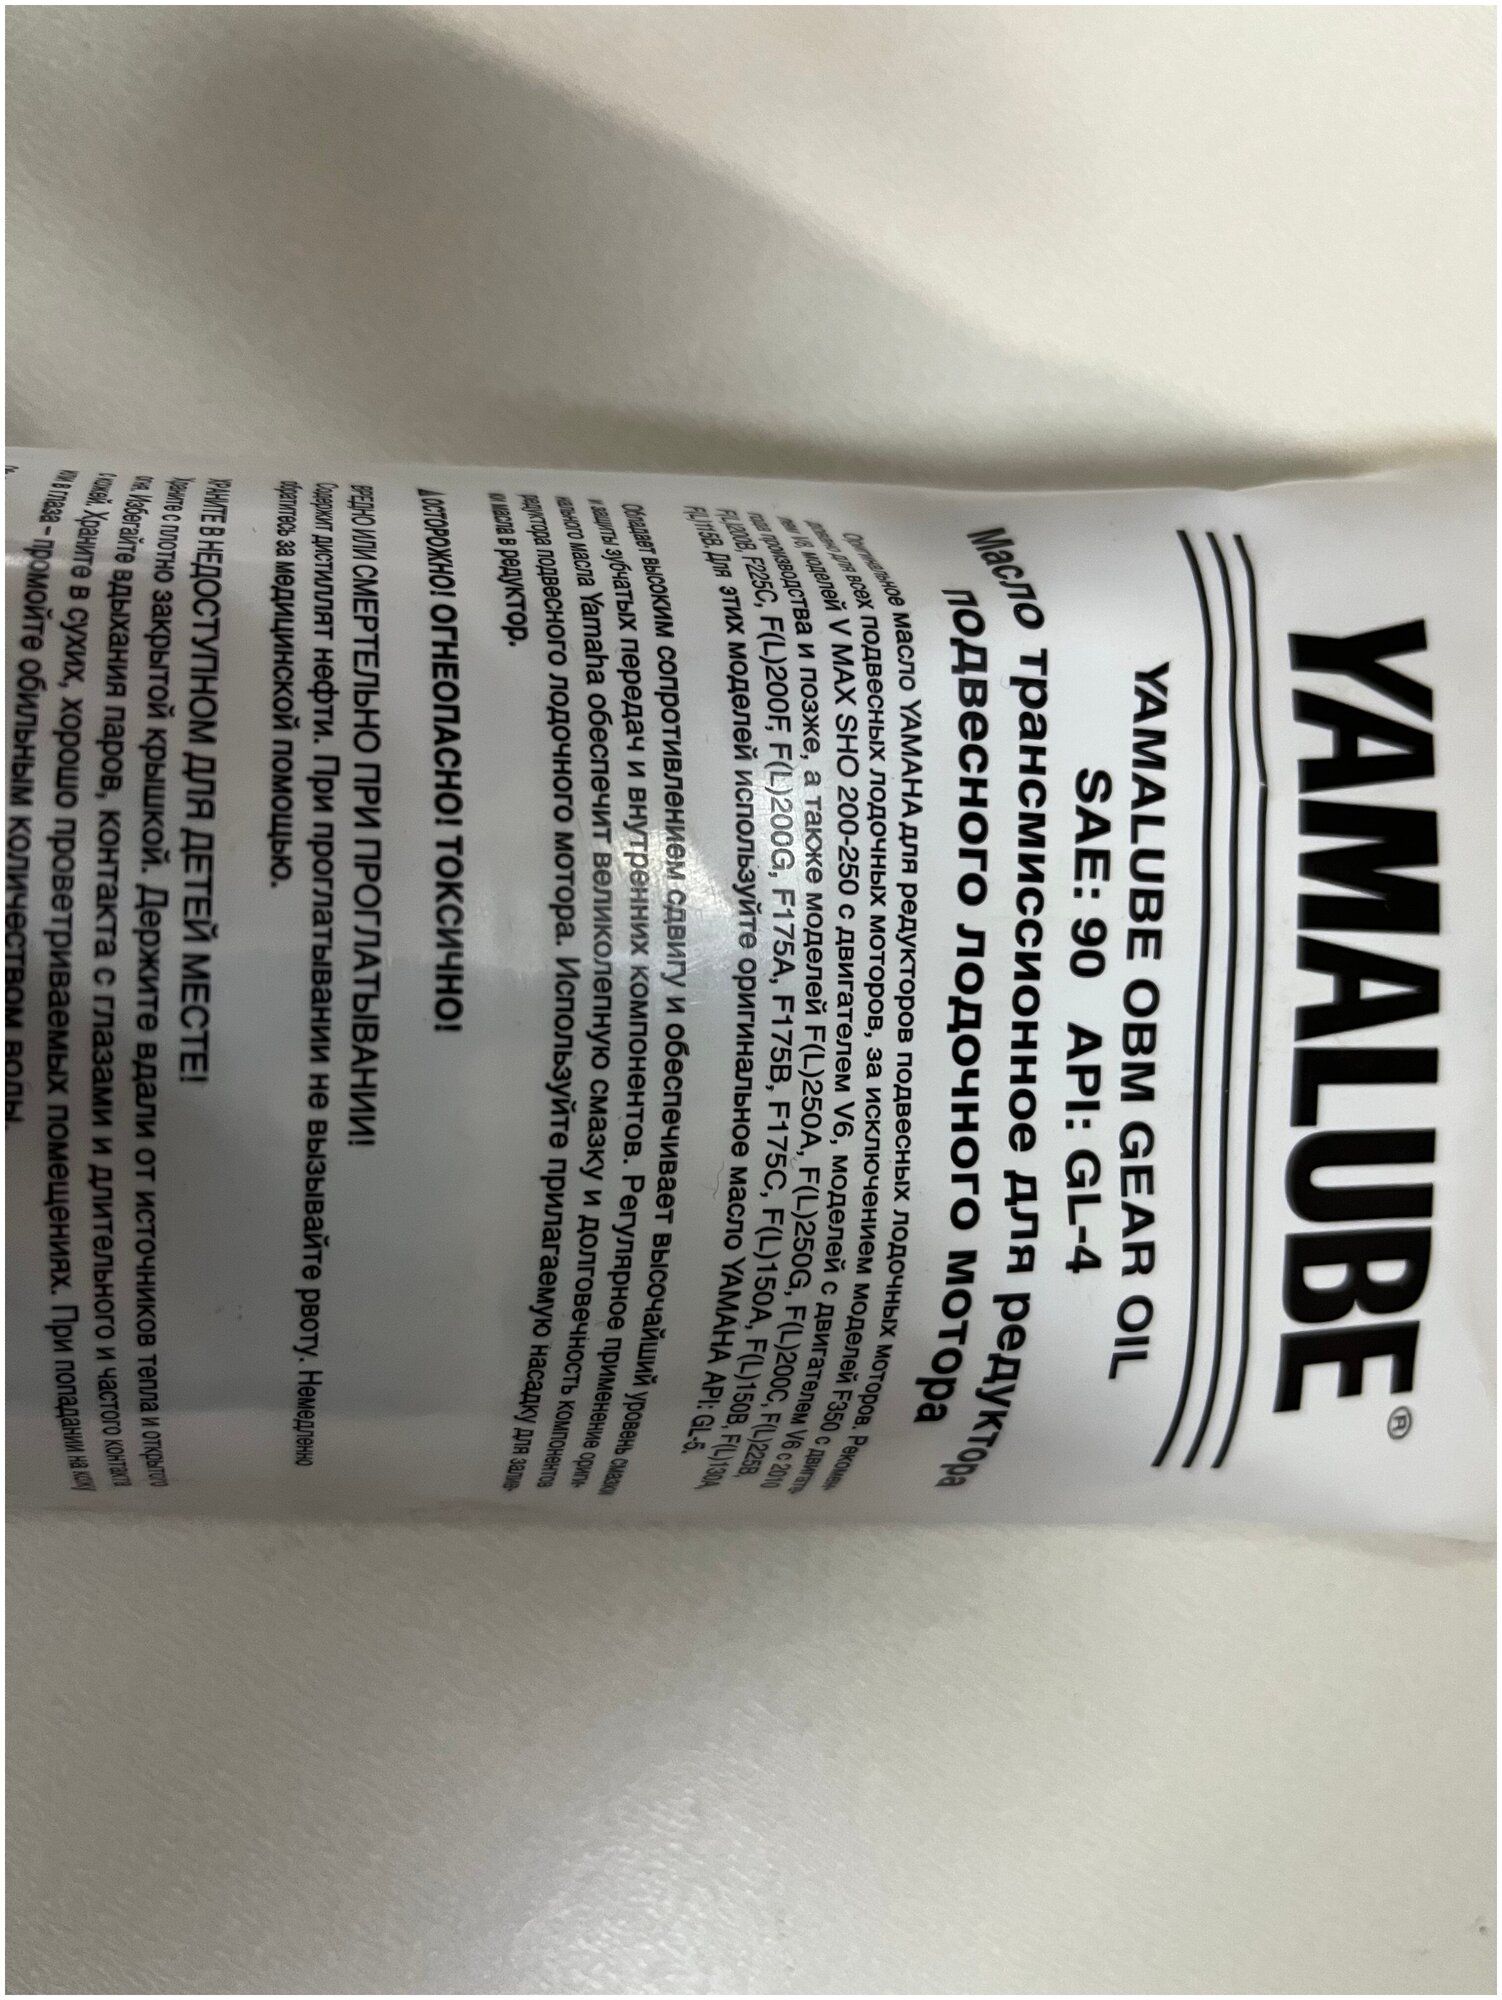 YAMALUBE®
YAMALUBE OBM GEAR OIL
SAE: 90 API: GL-4
Масло трансмиссионное для редуктора
подвесного лодочного мотора
Оригинальное масло YAMAHA для редукторов подвесных лодочных моторов. Рекомен-
довано для всех подвесных лодочных моторов, за исключением моделей F350 с двигате-
лем V8, моделей V MAX SHO 200-250 с двигателем V6, моделей с двигателем V6 с 2010
года производства и позже, а также моделей F(L)250A, F(L)250G, F(L)200C, F(L)225B,
F(L)200B, F225C, F(L)200F, F(L)200G, F175A, F175B, F175C, F(L)150A, F(L)150B, F(L)130A,
F(L)115B. Для этих моделей используйте оригинальное масло YAMAHA API: GL-5.
Обладает высоким сопротивлением сдвигу и обеспечивает высочайший уровень смазки
и защиты зубчатых передач и внутренних компонентов. Регулярное применение ориги-
нального масла Yamaha обеспечит великолепную смазку и долговечность компонентов
редуктора подвесного лодочного мотора. Используйте прилагаемую насадку для залив-
ки масла в редуктор.
ОСТОРОЖНО! ОГНЕОПАСНО! ТОКСИЧНО!
ВРЕДНО ИЛИ СМЕРТЕЛЬНО ПРИ ПРОГЛАТЫВАНИИ!
Содержит дистиллят нефти. При проглатывании не вызывайте рвоту. Немедленно
обратитесь за медицинской помощью.
ХРАНИТЕ В НЕДОСТУПНОМ ДЛЯ ДЕТЕЙ МЕСТЕ!
Храните с плотно закрытой крышкой. Держите вдали от источников тепла и открытого
огня. Избегайте вдыхания паров, контакта с глазами и длительного и частого контакта
с кожей. Храните в сухих, хорошо проветриваемых помещениях. При попадании на кожу
или в глаза - промойте обильным количеством воды.